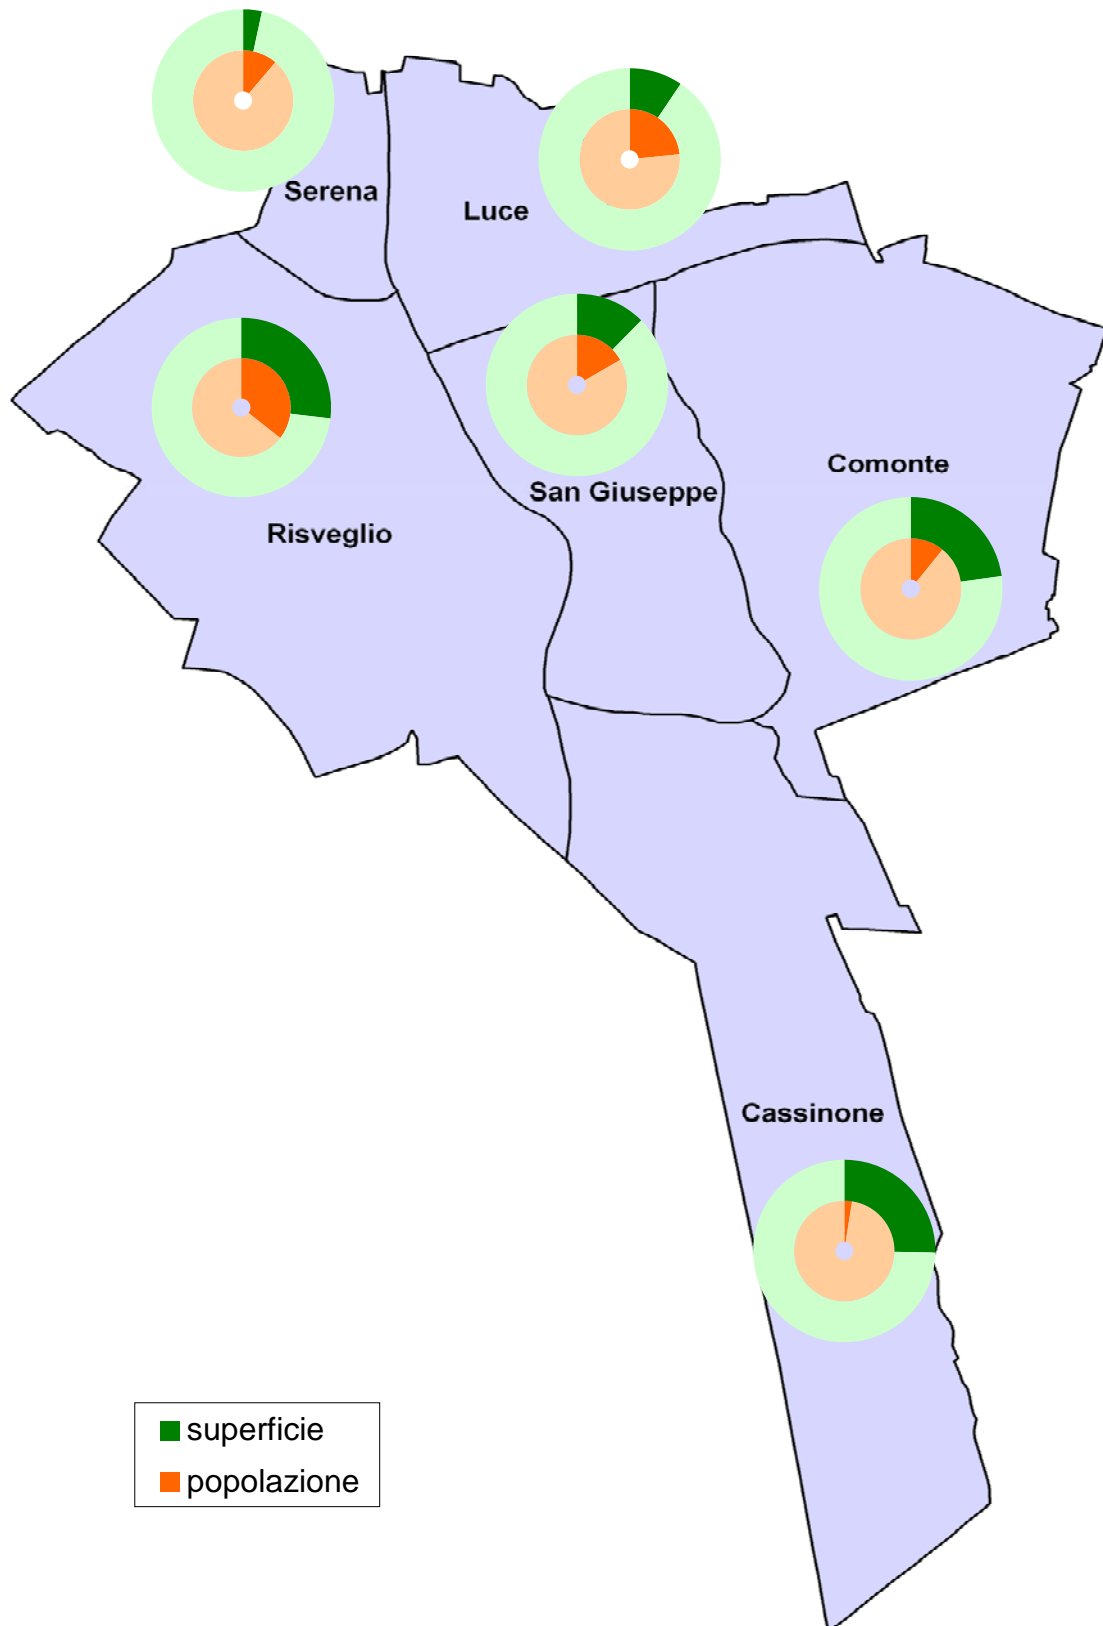 Serena
Luce
Comonte
San Giuseppe
Risveglio
Cassinone
superficie
popolazione